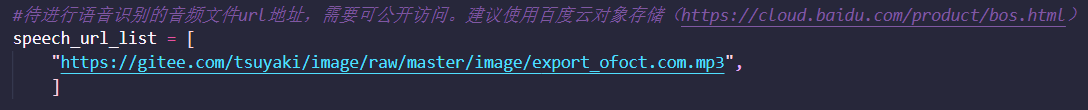 #待进行语音识别的音频文件url地址，需要可公开访问。建议使用百度云对象存储（https://cloud.baidu.com/product/bos.html）
speech_url_list = [
    "https://gitee.com/tsuyaki/image/raw/master/image/export_ofoct.com.mp3",
    ]